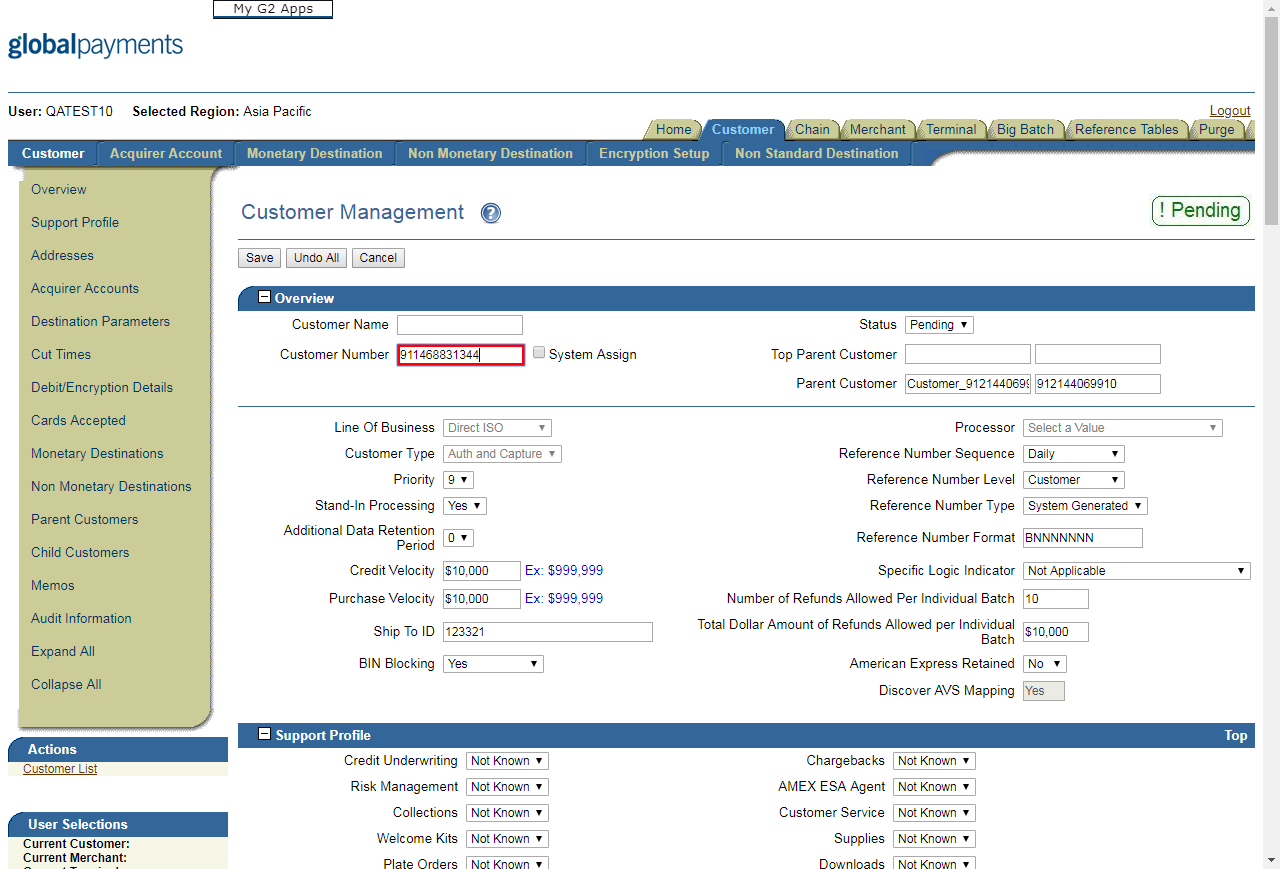 My G2 Apps
globalpayments
User: QATEST10 Selected Region: Asia Pacific
Logout
Home Customer Chain Merchant Terminal Big Batch Reference Tables Purge
Customer Acquirer Account Monetary Destination Non Monetary Destination Encryption Setup Non Standard Destination
Overview
Support Profile
Addresses
Acquirer Accounts
Destination Parameters
Cut Times
Debit/Encryption Details
Cards Accepted
Monetary Destinations
Non Monetary Destinations
Parent Customers
Child Customers
Memos
Audit Information
Expand All
Collapse All
Actions
Customer List
User Selections
Current Customer:
Current Merchant:
Customer Management ?
! Pending
Save Undo All Cancel
Overview
Customer Name
Status Pending
Customer Number 911468831344 System Assign
Top Parent Customer
Parent Customer Customer_9121440699 912144069910
Line Of Business Direct ISO
Processor Select a Value
Customer Type Auth and Capture
Reference Number Sequence Daily
Priority 9
Reference Number Level Customer
Stand-In Processing Yes
Reference Number Type System Generated
Additional Data Retention
Period 0
Reference Number Format BNNNNNNN
Credit Velocity $10,000 Ex: $999,999
Specific Logic Indicator Not Applicable
Purchase Velocity $10,000 Ex: $999,999
Number of Refunds Allowed Per Individual Batch 10
Ship To ID 123321
Total Dollar Amount of Refunds Allowed per Individual
Batch $10,000
BIN Blocking Yes
American Express Retained No
Discover AVS Mapping Yes
Support Profile Top
Credit Underwriting Not Known
Chargebacks Not Known
Risk Management Not Known
AMEX ESA Agent Not Known
Collections Not Known
Customer Service Not Known
Welcome Kits Not Known
Supplies Not Known
Plate Orders Not Known
Downloads Not Known